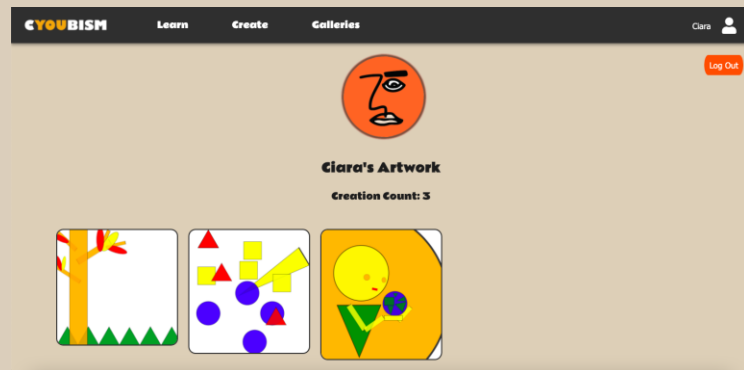 CYOUBISM Learn Create Galleries Ciara
Log Out
Ciara's Artwork
Creation Count: 3